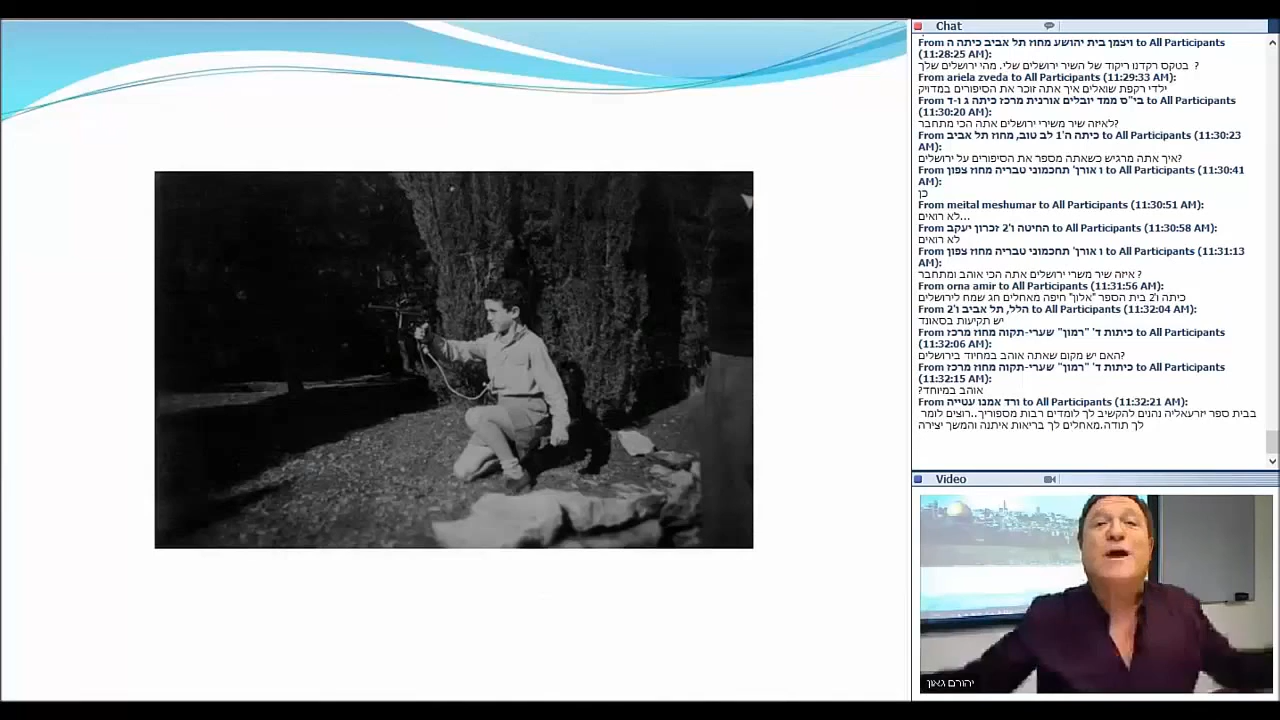 Chat
From ויצמן בית יהושע מחוז תל אביב כיתה ה to All Participants
(11:28:25 AM):
בטקס רקדנו ריקוד של השיר ירושלים שלי. מהי ירושלים שלך ?
From ariela zveda to All Participants (11:29:33 AM):
ילדי רקפת שואלים איך אתה זוכר את הסיפורים במדויק
From בי"ס ממד יובלים אורנית מרכז כיתה ג ו-ד to All Participants
(11:30:20 AM):
לאיזה שיר משירי ירושלים אתה הכי מתחבר?
From כיתה ה'1 לב טוב, מחוז תל אביב to All Participants (11:30:23
AM):
איך אתה מרגיש כשאתה מספר את הסיפורים על ירושלים?
From ו אורן' תחכמוני טבריה מחוז צפון to All Participants (11:30:41
AM):
כן
From meital meshumar to All Participants (11:30:51 AM):
לא רואים...
From החיטה ו'2 זכרון יעקב to All Participants (11:30:58 AM):
לא רואים
From ו אורן' תחכמוני טבריה מחוז צפון to All Participants (11:31:13
AM):
איזה שיר משרי ירושלים אתה הכי אוהב ומתחבר ?
From orna amir to All Participants (11:31:56 AM):
כיתה ו'2 בית הספר "אלון" חיפה מאחלים חג שמח לירושלים
From הלל, תל אביב ו'2 to All Participants (11:32:04 AM):
יש תקיעות בסאונד
From כיתות ד' "רמון" שערי-תקוה מחוז מרכז to All Participants
(11:32:06 AM):
האם יש מקום שאתה אוהב במחיוד בירושלים?
From כיתות ד' "רמון" שערי-תקוה מחוז מרכז to All Participants
(11:32:15 AM):
אוהב במיוחד?
From ורד אמנו עטייה to All Participants (11:32:21 AM):
בבית ספר יזרעאליה נהנים להקשיב לך לומדים רבות מספוריך..רוצים לומר
לך תודה.מאחלים לך בריאות איתנה והמשך יצירה
Video
יהורם גאון